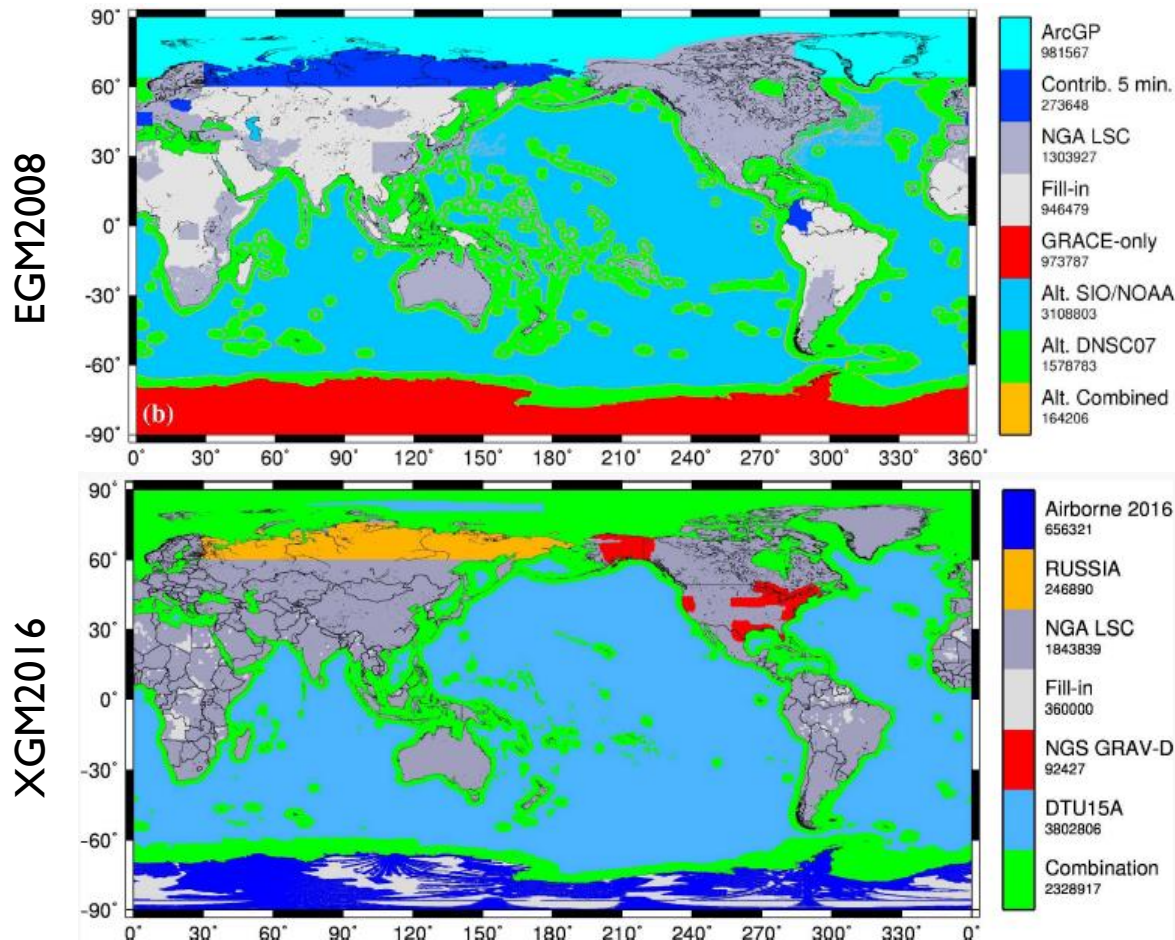 EGM2008
90°
60°
30°
0°
-30°
-60°
-90°
(b)
0° 30° 60° 90° 120° 150° 180° 210° 240° 270° 300° 330° 360°
ArcGP
981567
Contrib. 5 min.
273648
NGA LSC
1303927
Fill-in
946479
GRACE-only
973787
Alt. SIO/NOAA
3108803
Alt. DNSC07
1578783
Alt. Combined
164206
XGM2016
90°
60°
30°
0°
-30°
-60°
-90°
0° 30° 60° 90° 120° 150° 180° 210° 240° 270° 300° 330° 0°
Airborne 2016
656321
RUSSIA
246890
NGA LSC
1843839
Fill-in
360000
NGS GRAV-D
92427
DTU15A
3802806
Combination
2328917